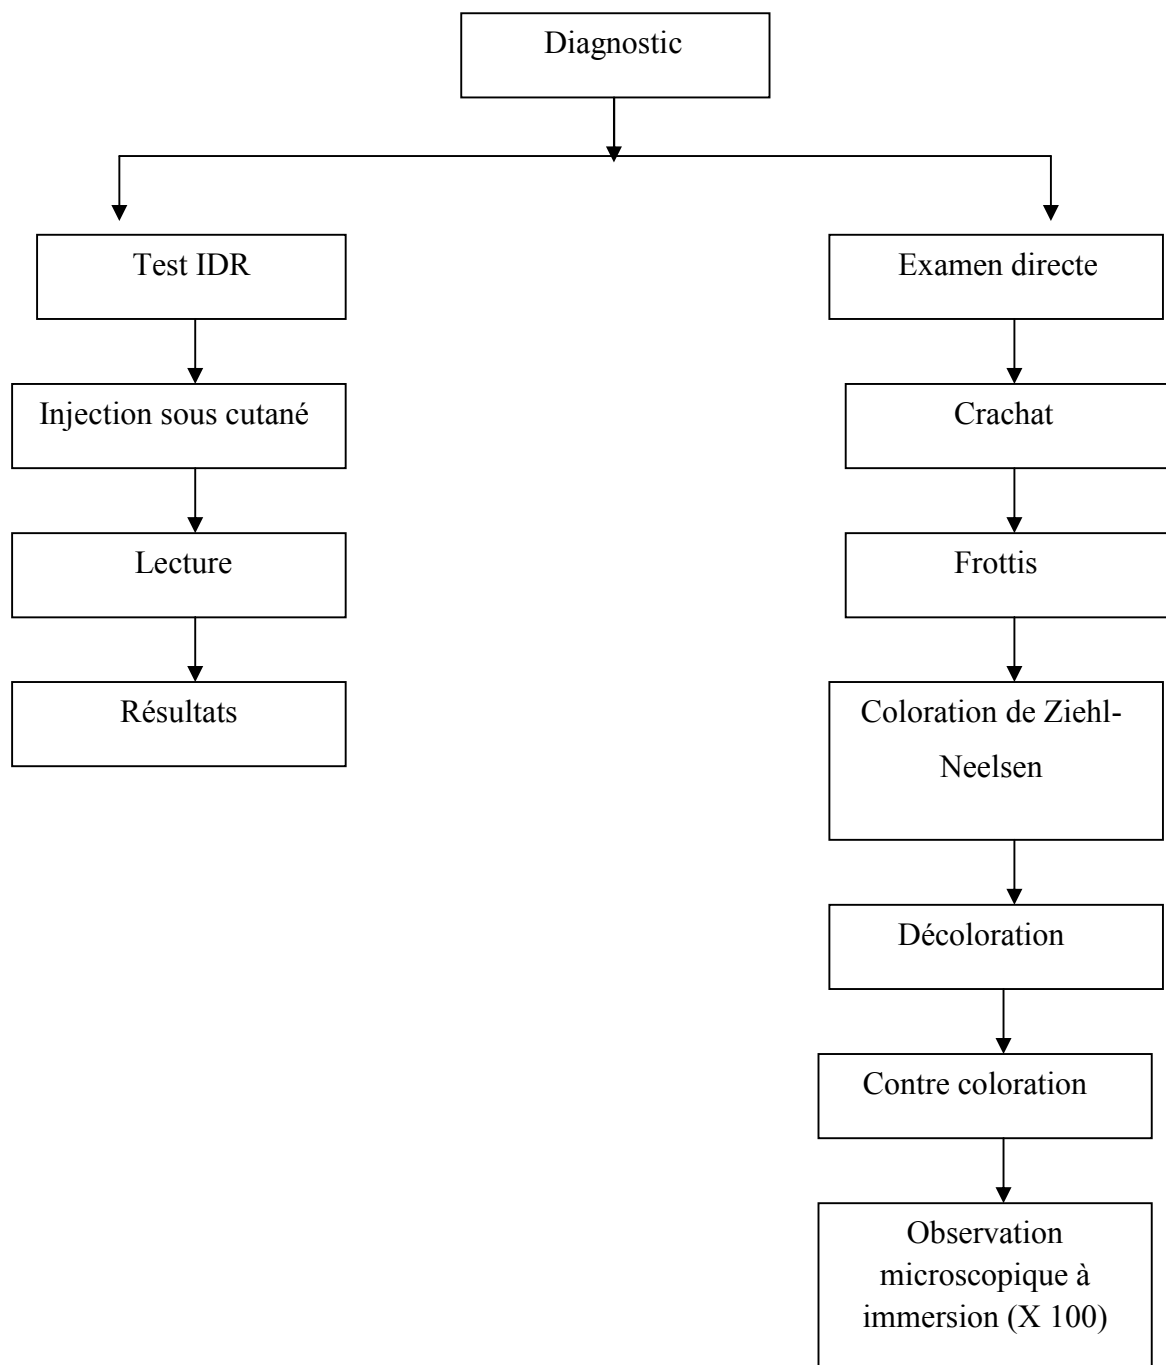 Diagnostic
Test IDR
Injection sous cutané
Lecture
Résultats
Examen directe
Crachat
Frottis
Coloration de Ziehl-
Neelsen
Décoloration
Contre coloration
Observation
microscopique à
immersion (X 100)